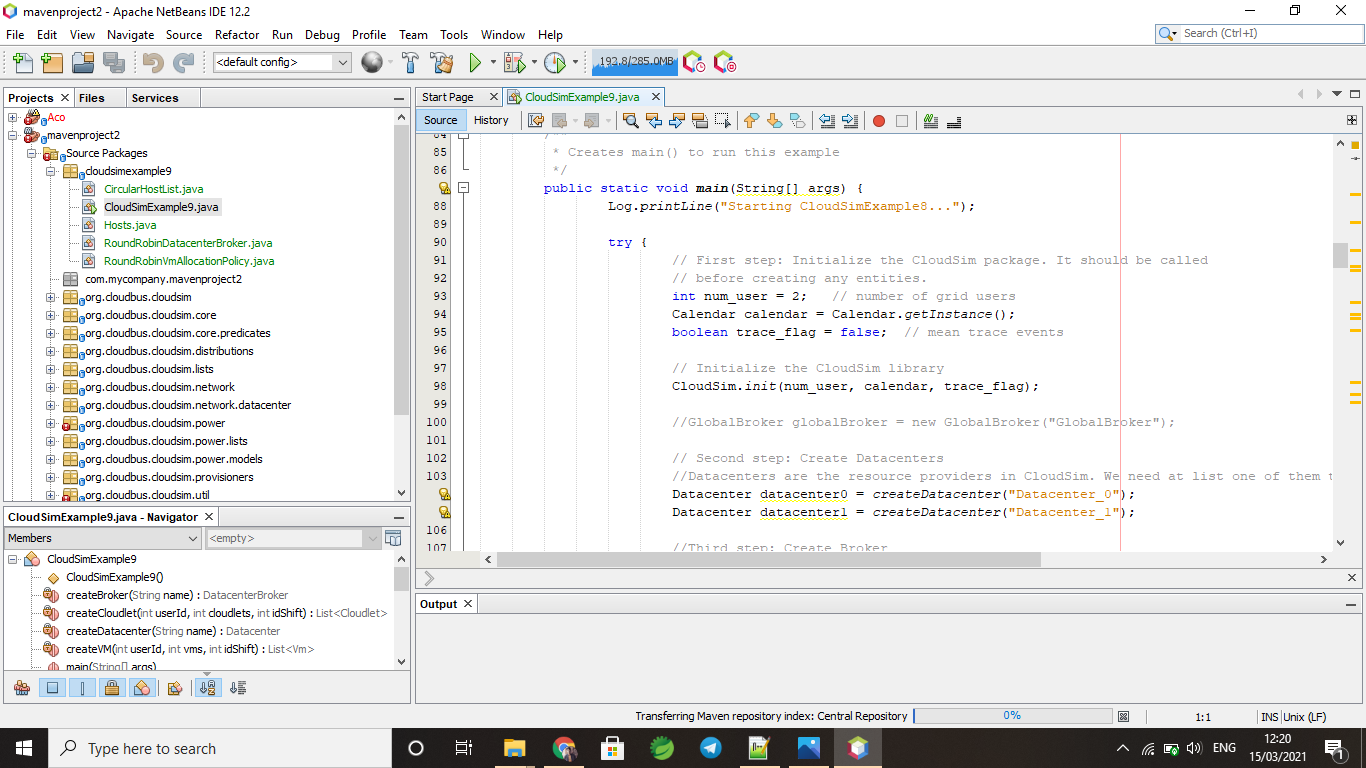 mavenproject2 - Apache NetBeans IDE 12.2
File Edit View Navigate Source Refactor Run Debug Profile Team Tools Window Help
Search (Ctrl+I)
<default config>
192.8/285.0MB
Projects
Files
Services
Aco
mavenproject2
Source Packages
cloudsimexample9
CircularHostList.java
CloudSimExample9.java
Hosts.java
RoundRobinDatacenterBroker.java
RoundRobinVmAllocationPolicy.java
com.mycompany.mavenproject2
org.cloudbus.cloudsim
org.cloudbus.cloudsim.core
org.cloudbus.cloudsim.core.predicates
org.cloudbus.cloudsim.distributions
org.cloudbus.cloudsim.lists
org.cloudbus.cloudsim.network
org.cloudbus.cloudsim.network.datacenter
org.cloudbus.cloudsim.power
org.cloudbus.cloudsim.power.lists
org.cloudbus.cloudsim.power.models
org.cloudbus.cloudsim.provisioners
org.cloudbus.cloudsim.util
CloudSimExample9.java - Navigator
Members
<empty>
CloudSimExample9
CloudSimExample9()
createBroker(String name) : DatacenterBroker
createCloudlet(int userId, int cloudlets, int idShift) : List<Cloudlet>
createDatacenter(String name) : Datacenter
createVM(int userId, int vms, int idShift) : List<Vm>
main(String[] args)
Start Page
CloudSimExample9.java
Source
History
84 /**
85 * Creates main() to run this example
86 */
public static void main(String[] args) {
88 Log.printLine("Starting CloudSimExample8...");
89
90 try {
91 // First step: Initialize the CloudSim package. It should be called
92 // before creating any entities.
93 int num_user = 2; // number of grid users
94 Calendar calendar = Calendar.getInstance();
95 boolean trace_flag = false; // mean trace events
96
97 // Initialize the CloudSim library
98 CloudSim.init(num_user, calendar, trace_flag);
99
100 //GlobalBroker globalBroker = new GlobalBroker("GlobalBroker");
101
102 // Second step: Create Datacenters
103 //Datacenters are the resource providers in CloudSim. We need at list one of them t
Datacenter datacenter0 = createDatacenter("Datacenter_0");
Datacenter datacenter1 = createDatacenter("Datacenter_1");
106
107 //Third step: Create Broker
Output
Transferring Maven repository index: Central Repository
0%
1:1
INS
Unix (LF)
Type here to search
ENG
12:20
15/03/2021
1